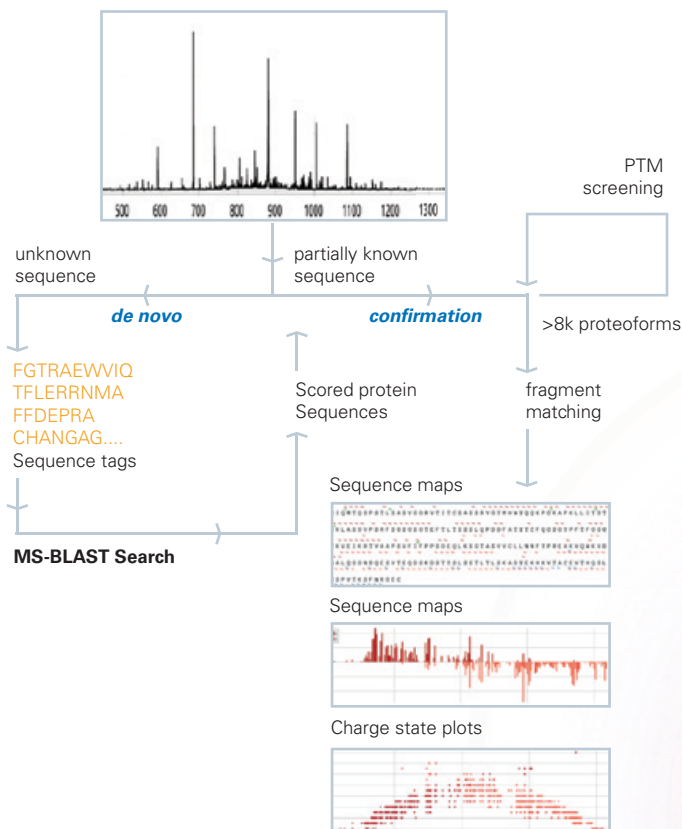 500 600 700 800 900 1000 1100 1200 1300
PTM
screening
unknown
sequence
partially known
sequence
de novo
confirmation
>8k proteoforms
FGTRAEWVIQ
TFLERRNMA
FFDEPRA
CHANGAG....
Sequence tags
Scored protein
Sequences
fragment
matching
MS-BLAST Search
Sequence maps
Sequence maps
Charge state plots